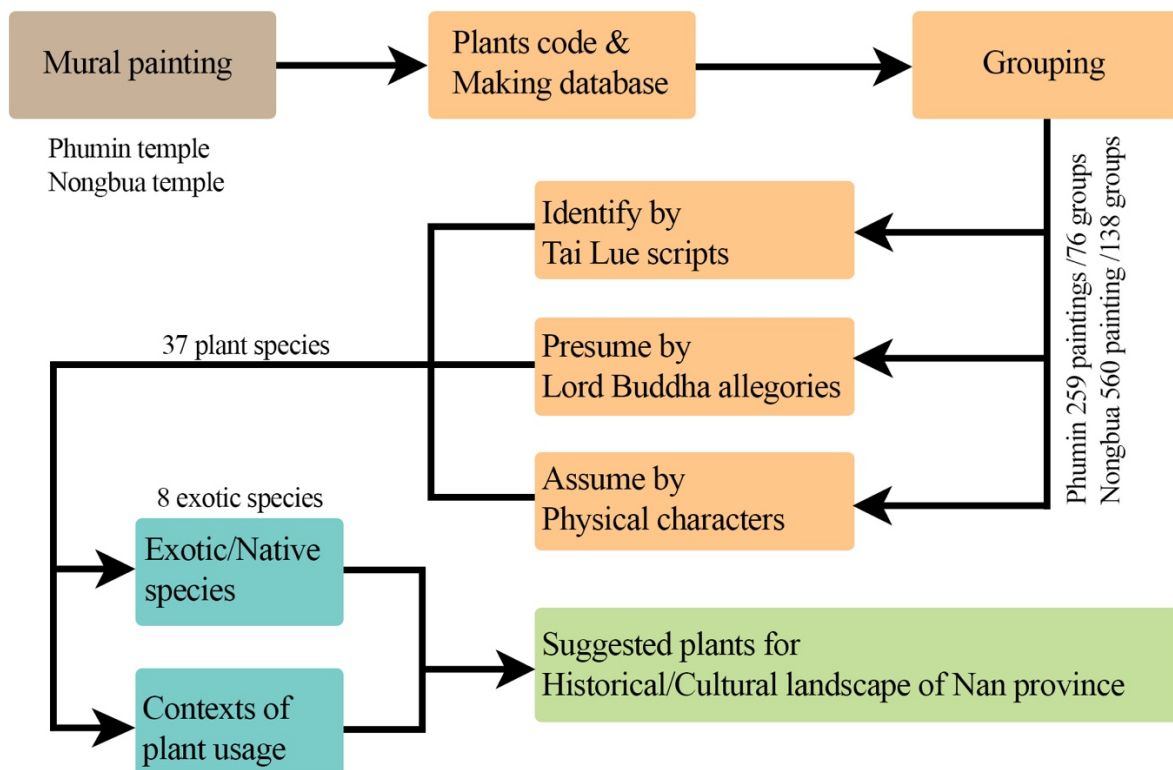 Mural painting
Plants code &
Making database
Grouping
Phumin temple
Nongbua temple
Phumin 259 paintings /76 groups
Nongbua 560 painting /138 groups
Identify by
Tai Lue scripts
Presume by
Lord Buddha allegories
Assume by
Physical characters
37 plant species
8 exotic species
Exotic/Native
species
Contexts of
plant usage
Suggested plants for
Historical/Cultural landscape of Nan province